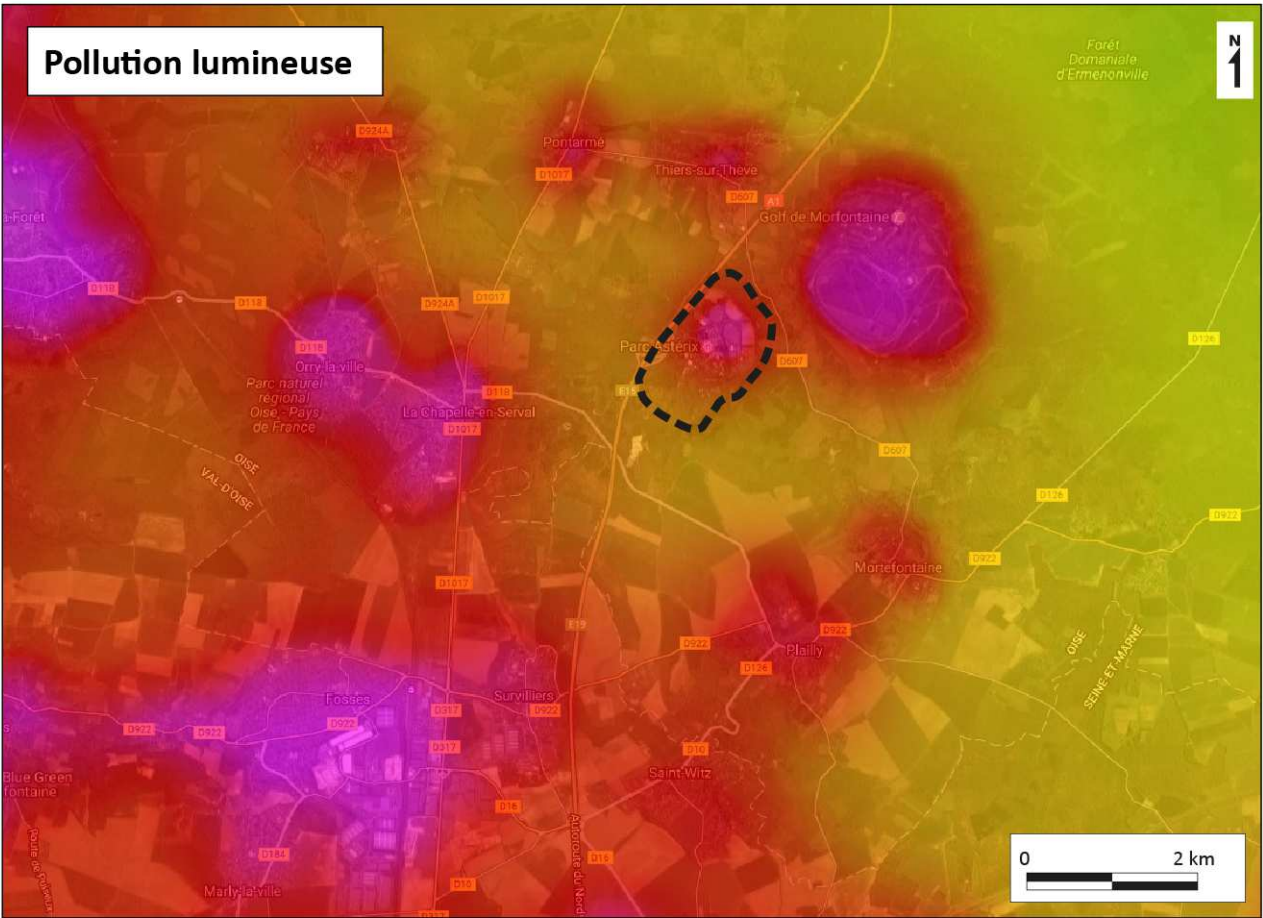 Pollution lumineuse
N
Forêt
Domaniale
d'Ermenonville
D924A
Pontarmé
D1017
Thiers-sur-Thève
D607
A1
Golf de Morfontaine
a Forêt
D118
D118
D924A
D1017
D126
D118
Orry-la-ville
Parc Astérix
D607
Parc naturel
régional
Oise - Pays
de France
D118
La Chapelle-en-Serval
D1017
D607
OISE
VAL-D'OISE
D126
D922
D922
Mortefontaine
D1017
E19
D922
D922
Plailly
D126
OISE
SEINE-ET-MARNE
Fosses
Survilliers
D922
D922
D922
D317
D922
D317
D10
Saint-Witz
Blue Green
fontaine
D16
Autoroute du Nord
D16
D184
D10
Marly-la-ville
D317
0
2 km